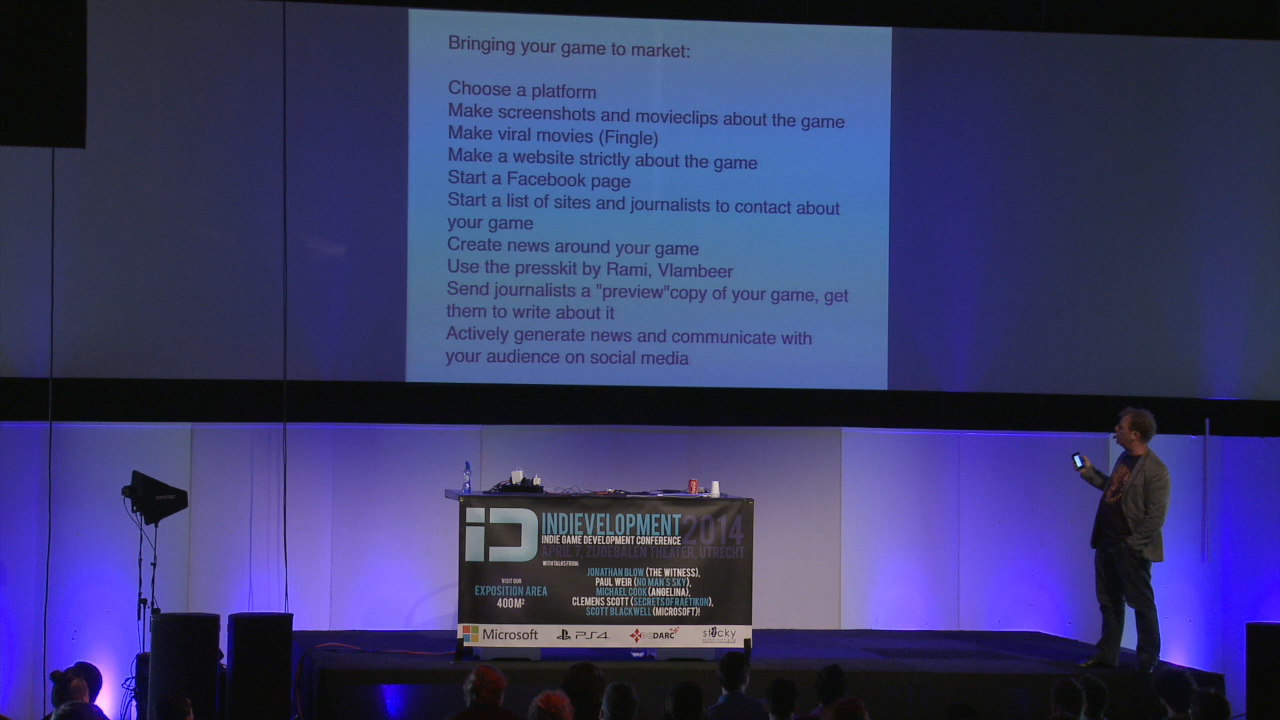 Bringing your game to market:
Choose a platform
Make screenshots and movieclips about the game
Make viral movies (Fingle)
Make a website strictly about the game
Start a Facebook page
Start a list of sites and journalists to contact about
your game
Create news around your game
Use the presskit by Rami, Vlambeer
Send journalists a "preview"copy of your game, get
them to write about it
Actively generate news and communicate with
your audience on social media
iD INDIEVELOPMENT 2014
INDIE GAME DEVELOPMENT CONFERENCE
APRIL 7, ZIJDEBALEN THEATER, UTRECHT
WITH TALKS FROM:
JONATHAN BLOW (THE WITNESS),
PAUL WEIR (NO MAN'S SKY),
MICHAEL COOK (ANGELINA),
CLEMENS SCOTT (SECRETS OF RAETIKON),
SCOTT BLACKWELL (MICROSOFT)!
VISIT OUR
EXPOSITION AREA
400M²
Microsoft
PS4